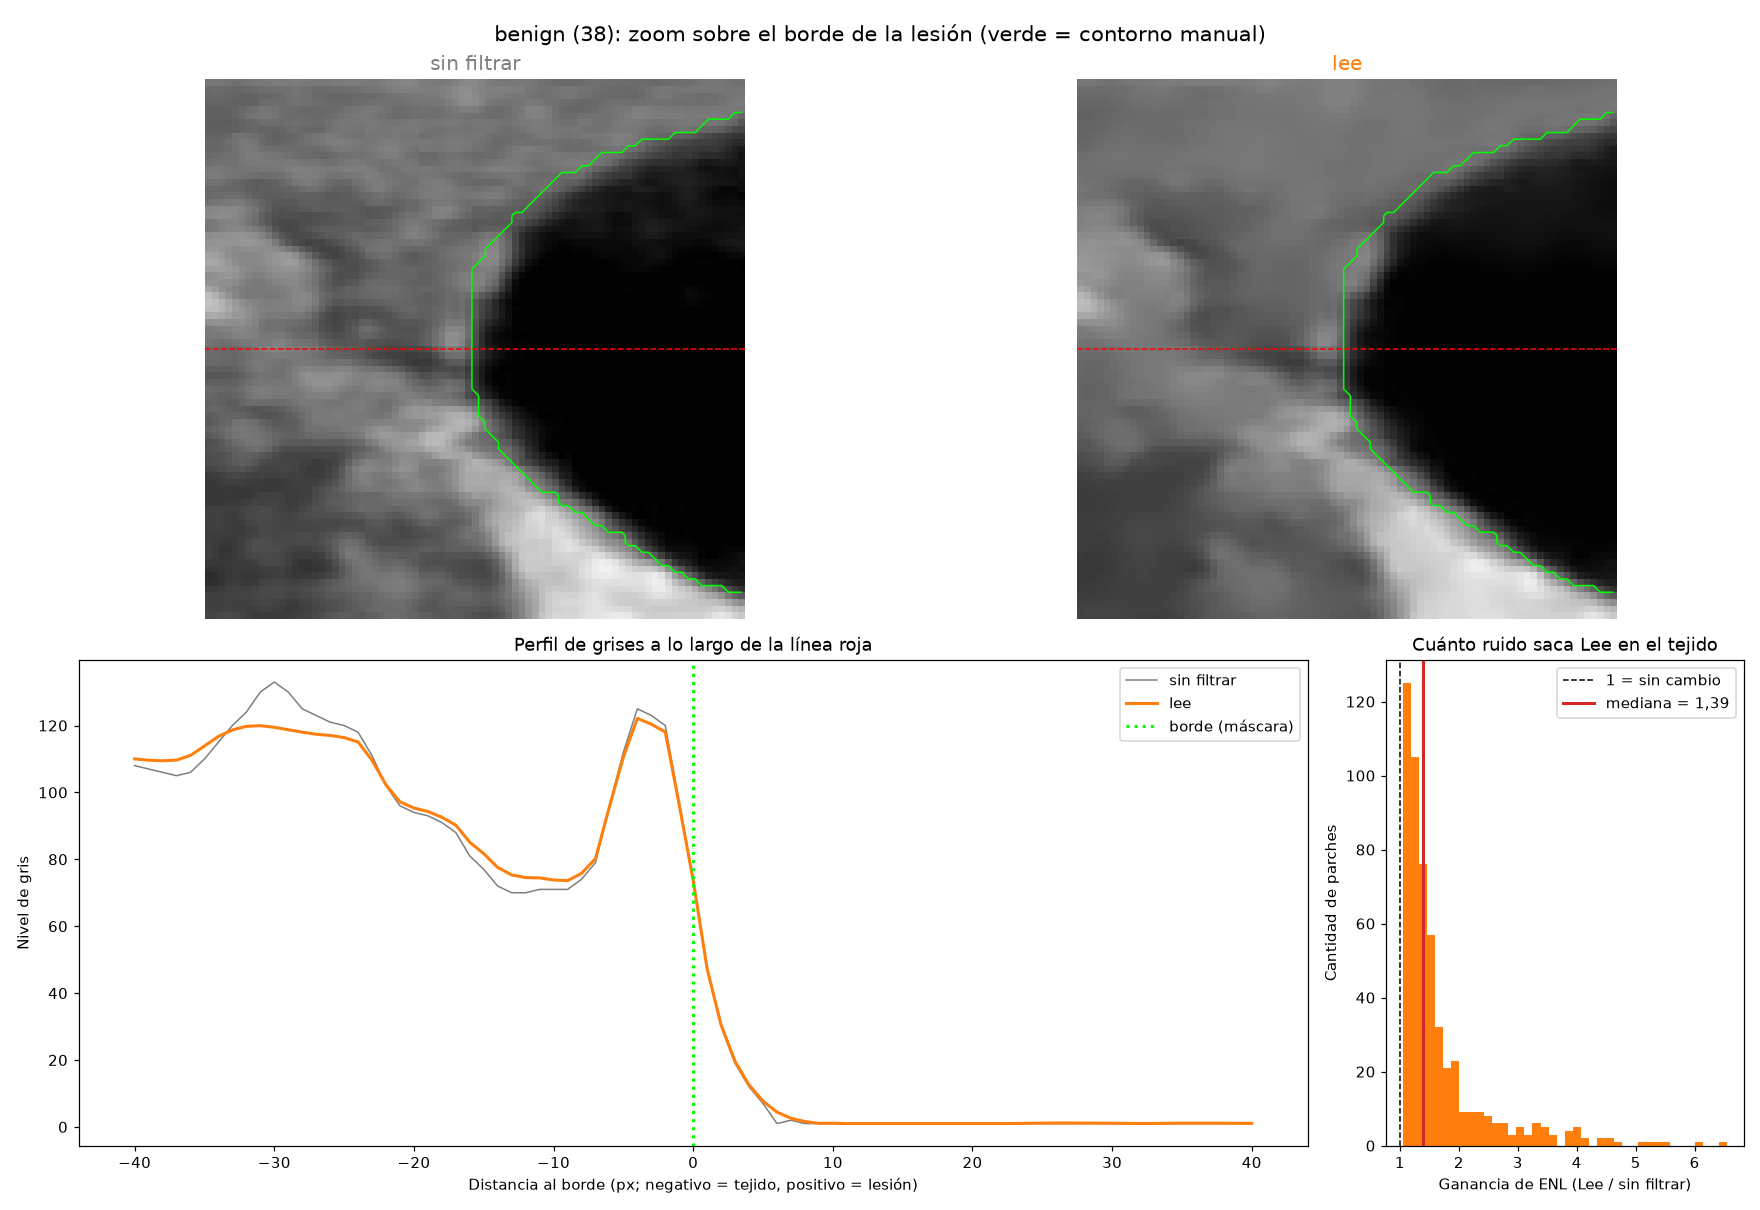 benign (38): zoom sobre el borde de la lesión (verde = contorno manual)
sin filtrar
lee
Perfil de grises a lo largo de la línea roja
Nivel de gris
120
100
80
60
40
20
0
sin filtrar
lee
borde (máscara)
−40
−30
−20
−10
0
10
20
30
40
Distancia al borde (px; negativo = tejido, positivo = lesión)
Cuánto ruido saca Lee en el tejido
Cantidad de parches
120
100
80
60
40
20
0
1 = sin cambio
mediana = 1,39
1
2
3
4
5
6
Ganancia de ENL (Lee / sin filtrar)